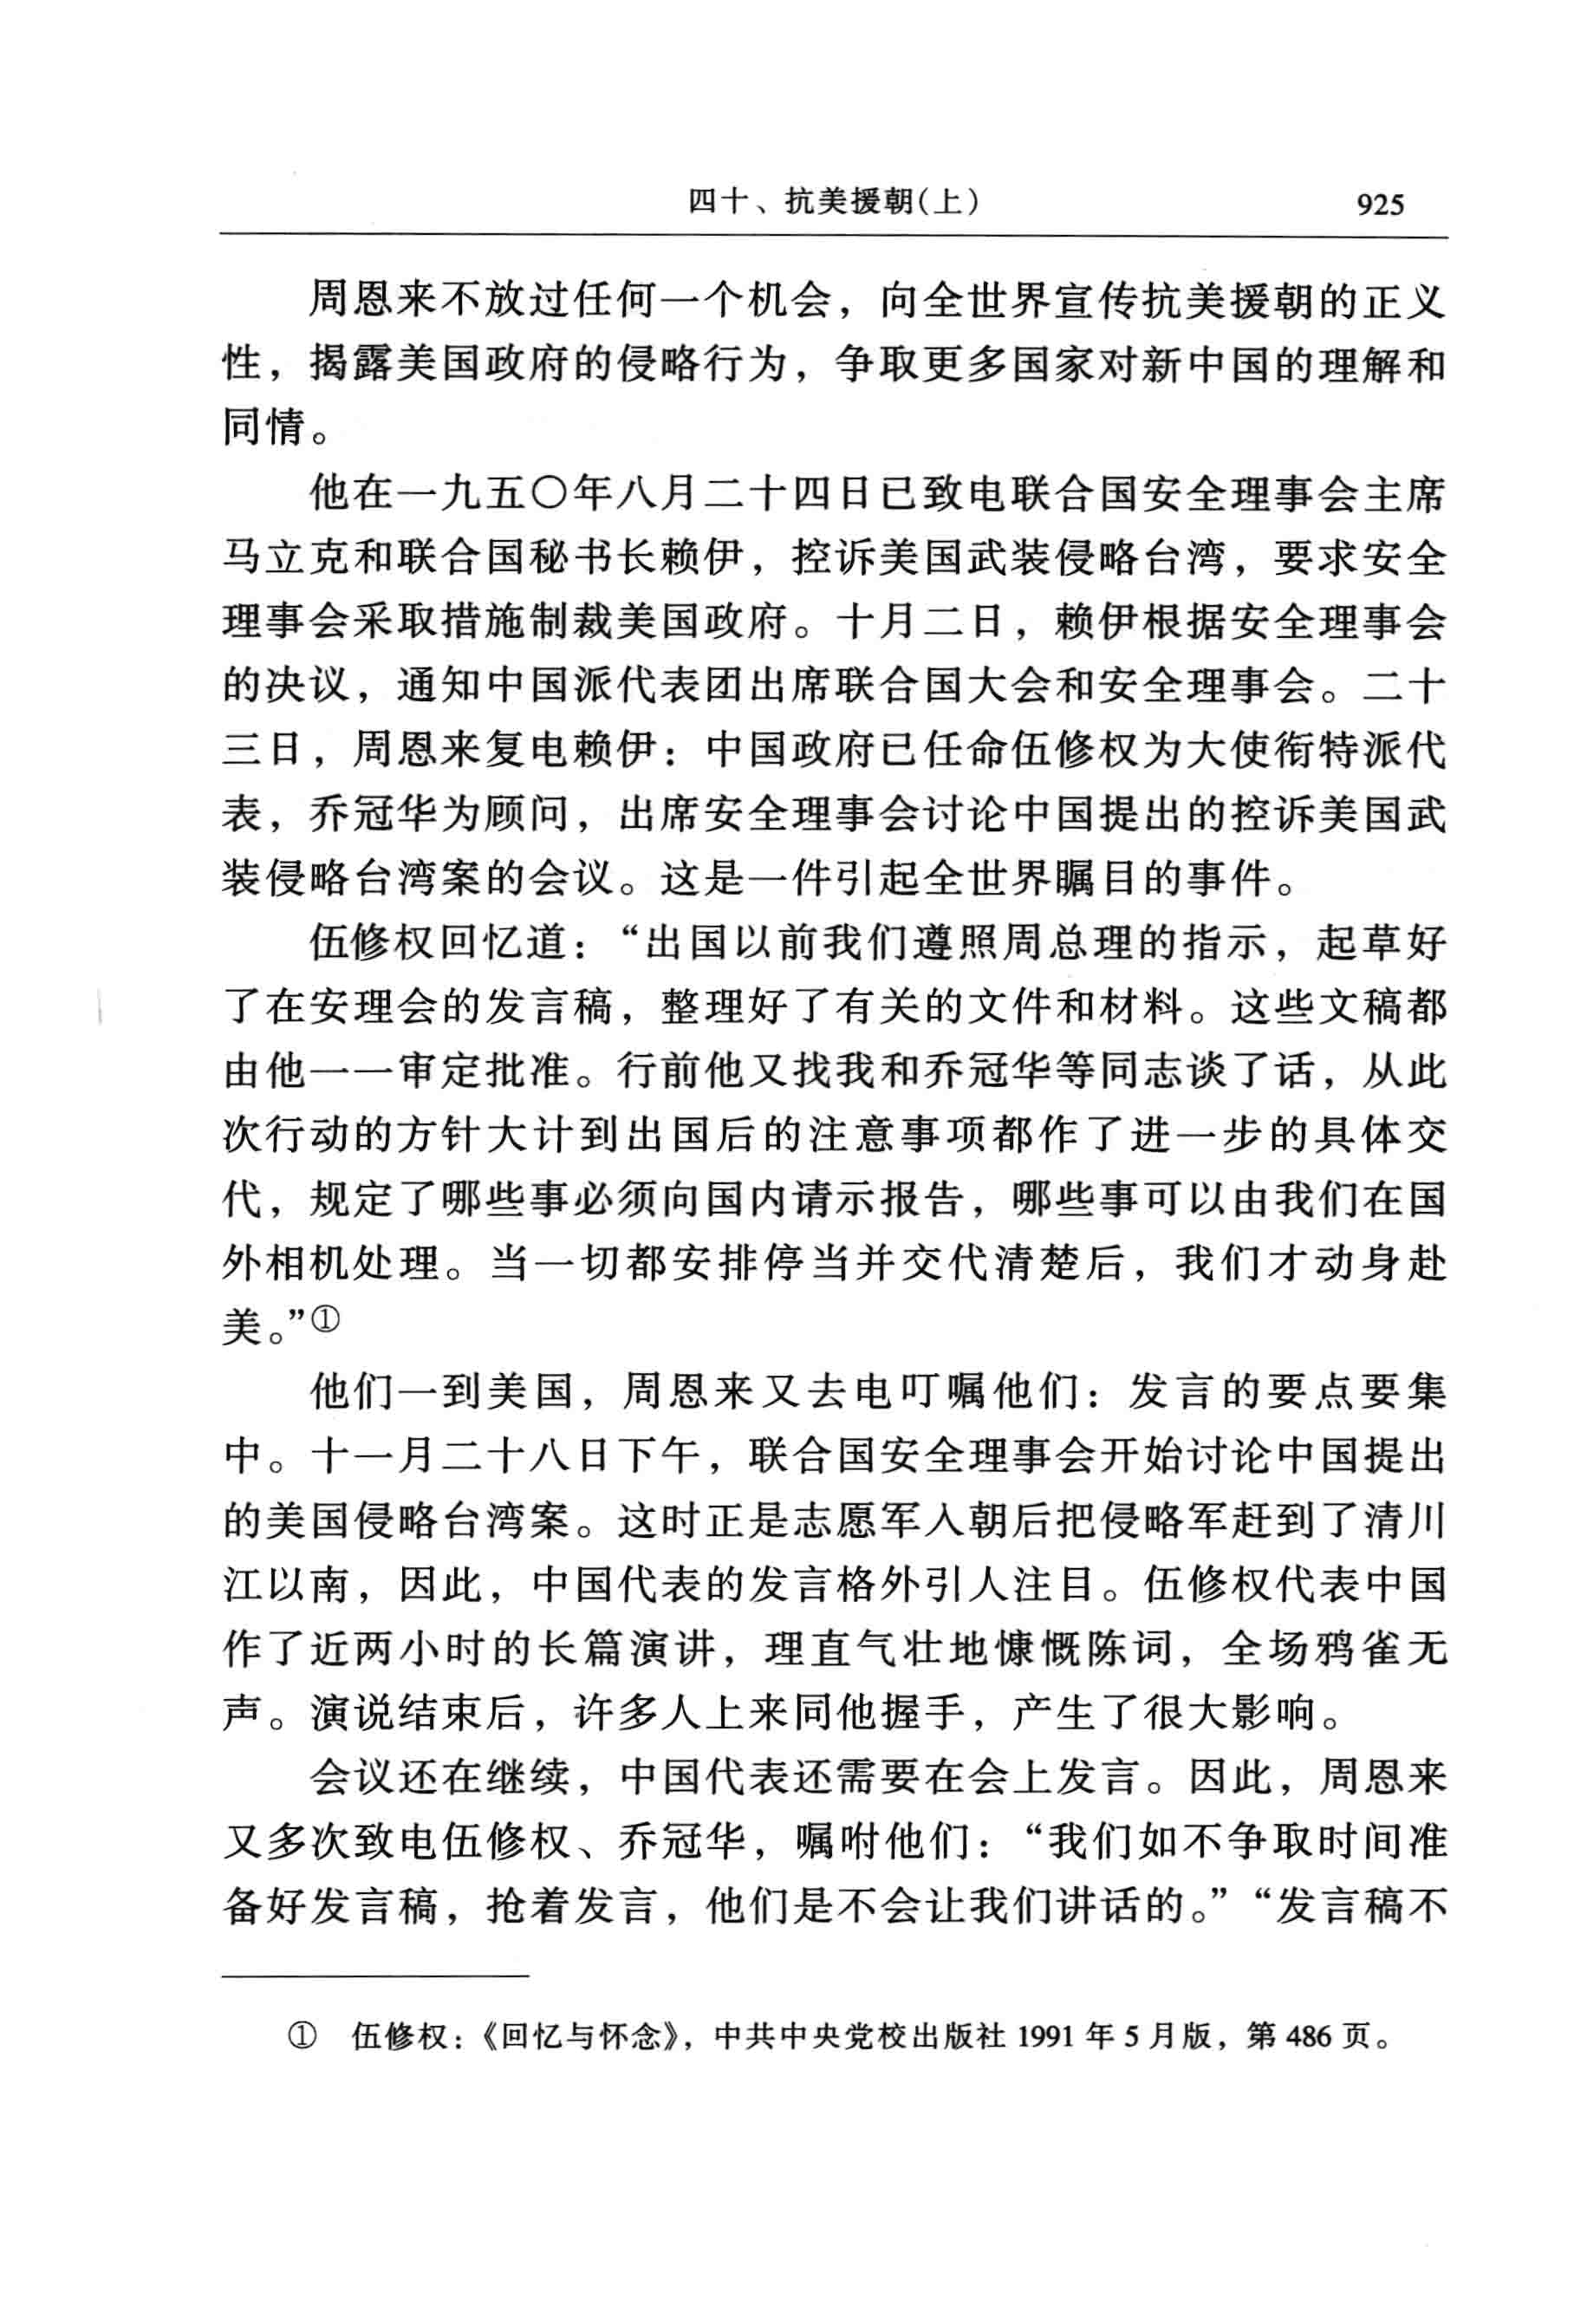 四十、抗美援朝(上) 925
周恩来不放过任何一个机会，向全世界宣传抗美援朝的正义
性，揭露美国政府的侵略行为，争取更多国家对新中国的理解和
同情。
他在一九五〇年八月二十四日已致电联合国安全理事会主席
马立克和联合国秘书长赖伊，控诉美国武装侵略台湾，要求安全
理事会采取措施制裁美国政府。十月二日，赖伊根据安全理事会
的决议，通知中国派代表团出席联合国大会和安全理事会。二十
三日，周恩来复电赖伊：中国政府已任命伍修权为大使衔特派代
表，乔冠华为顾问，出席安全理事会讨论中国提出的控诉美国武
装侵略台湾案的会议。这是一件引起全世界瞩目的事件。
伍修权回忆道：“出国以前我们遵照周总理的指示，起草好
了在安理会的发言稿，整理好了有关的文件和材料。这些文稿都
由他一一审定批准。行前他又找我和乔冠华等同志谈了话，从此
次行动的方针大计到出国后的注意事项都作了进一步的具体交
代，规定了哪些事必须向国内请示报告，哪些事可以由我们在国
外相机处理。当一切都安排停当并交代清楚后，我们才动身赴
美。”①
他们一到美国，周恩来又去电叮嘱他们：发言的要点要集
中。十一月二十八日下午，联合国安全理事会开始讨论中国提出
的美国侵略台湾案。这时正是志愿军入朝后把侵略军赶到了清川
江以南，因此，中国代表的发言格外引人注目。伍修权代表中国
作了近两小时的长篇演讲，理直气壮地慷慨陈词，全场鸦雀无
声。演说结束后，许多人上来同他握手，产生了很大影响。
会议还在继续，中国代表还需要在会上发言。因此，周恩来
又多次致电伍修权、乔冠华，嘱咐他们：“我们如不争取时间准
备好发言稿，抢着发言，他们是不会让我们讲话的。”“发言稿不
① 伍修权：《回忆与怀念》，中共中央党校出版社 1991 年 5 月版，第 486 页。